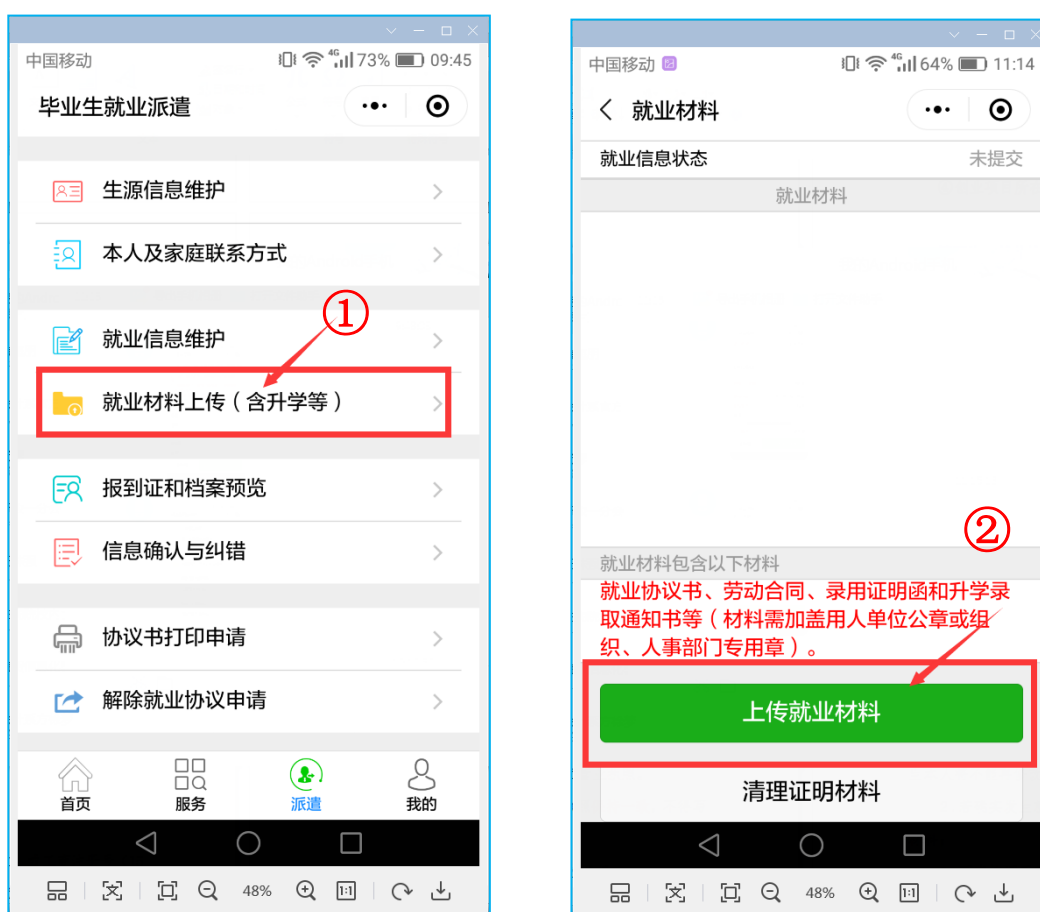 中国移动 4G 73% 09:45
毕业生就业派遣
生源信息维护
本人及家庭联系方式
①
就业信息维护
就业材料上传（含升学等）
报到证和档案预览
信息确认与纠错
协议书打印申请
解除就业协议申请
首页 服务 派遣 我的
48% 1:1
中国移动 4G 64% 11:14
就业材料
就业信息状态 未提交
就业材料
②
就业材料包含以下材料
就业协议书、劳动合同、录用证明函和升学录
取通知书等（材料需加盖用人单位公章或组
织、人事部门专用章）。
上传就业材料
清理证明材料
48% 1:1